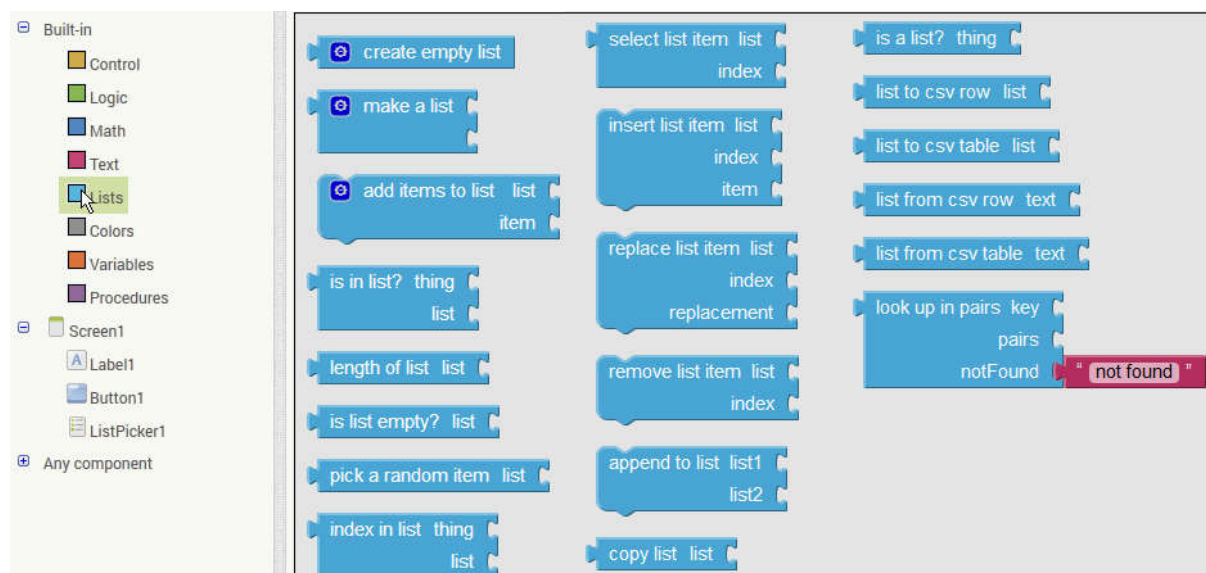 Built-in
Control
Logic
Math
Text
Lists
Colors
Variables
Procedures
Screen1
Label1
Button1
ListPicker1
Any component
create empty list
make a list
add items to list list
item
is in list? thing
list
length of list list
is list empty? list
pick a random item list
index in list thing
list
select list item list
index
insert list item list
index
item
replace list item list
index
replacement
remove list item list
index
append to list list1
list2
copy list list
is a list? thing
list to csv row list
list to csv table list
list from csv row text
list from csv table text
look up in pairs key
pairs
notFound " not found "